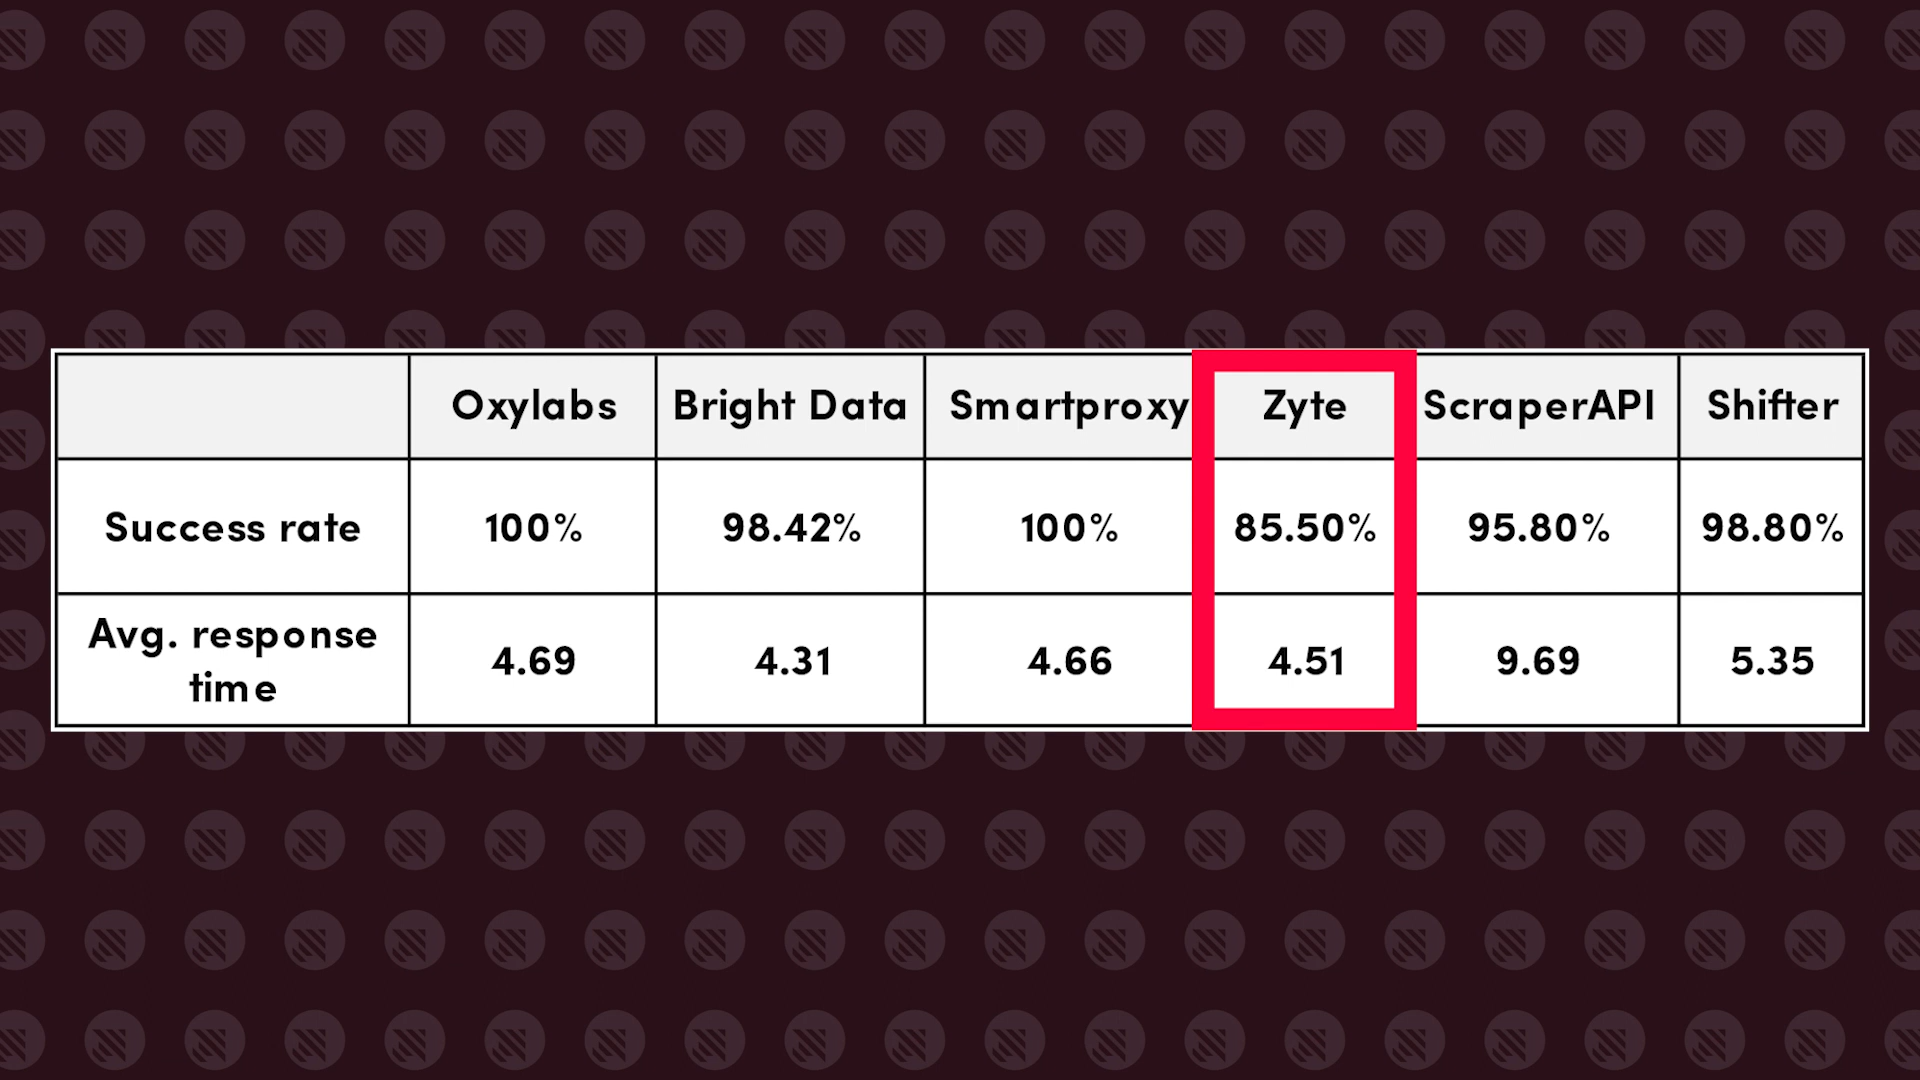 Oxylabs Bright Data Smartproxy Zyte ScraperAPI Shifter
Success rate 100% 98.42% 100% 85.50% 95.80% 98.80%
Avg. response
time 4.69 4.31 4.66 4.51 9.69 5.35